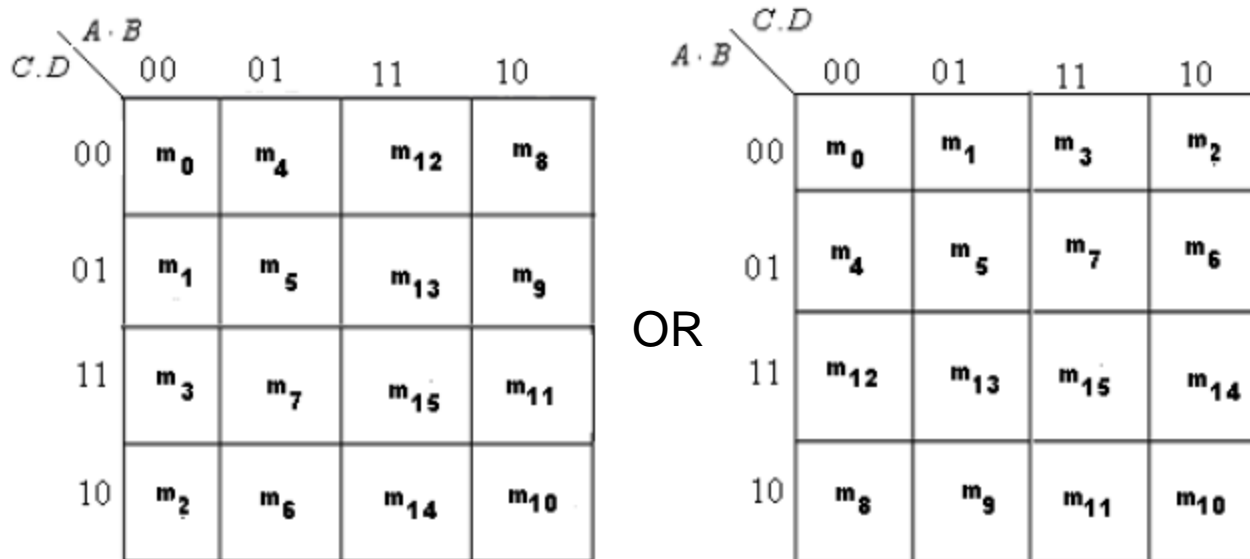 A · B
C.D 00 01 11 10
00 m0 m4 m12 m8
01 m1 m5 m13 m9
11 m3 m7 m15 m11
10 m2 m6 m14 m10
OR
C.D
A · B 00 01 11 10
00 m0 m1 m3 m2
01 m4 m5 m7 m6
11 m12 m13 m15 m14
10 m8 m9 m11 m10